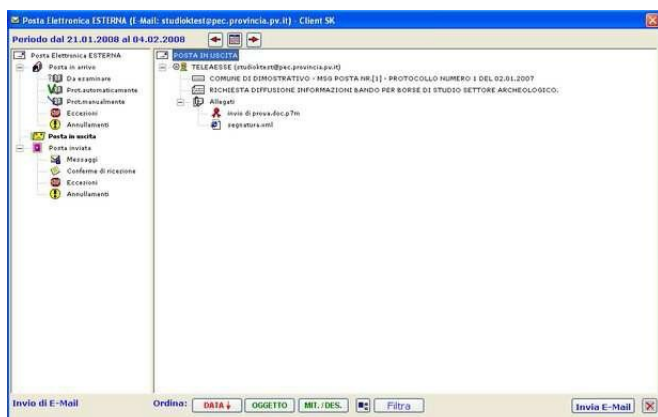 Posta Elettronica ESTERNA (E-Mail: studioktest@pec.provincia.pv.it) - Client SK
Periodo dal 21.01.2008 al 04.02.2008
Posta Elettronica ESTERNA
Posta in arrivo
Da esaminare
Prot.automaticamente
Prot.manualmente
Eccezioni
Annullamenti
Posta in uscita
Posta inviata
Messaggi
Conferme di ricezione
Eccezioni
Annullamenti
POSTA IN USCITA
TELEAESSE (studioktest@pec.provincia.pv.it)
COMUNE DI DIMOSTRATIVO - MSG POSTA NR.[1] - PROTOCOLLO NUMERO 1 DEL 02.01.2007
RICHIESTA DIFFUSIONE INFORMAZIONI BANDO PER BORSE DI STUDIO SETTORE ARCHEOLOGICO.
Allegati
invio di prova.doc.p7m
segnatura.xml
Invio di E-Mail
Ordina: DATA OGGETTO MIT./DES. Filtra
Invia E-Mail